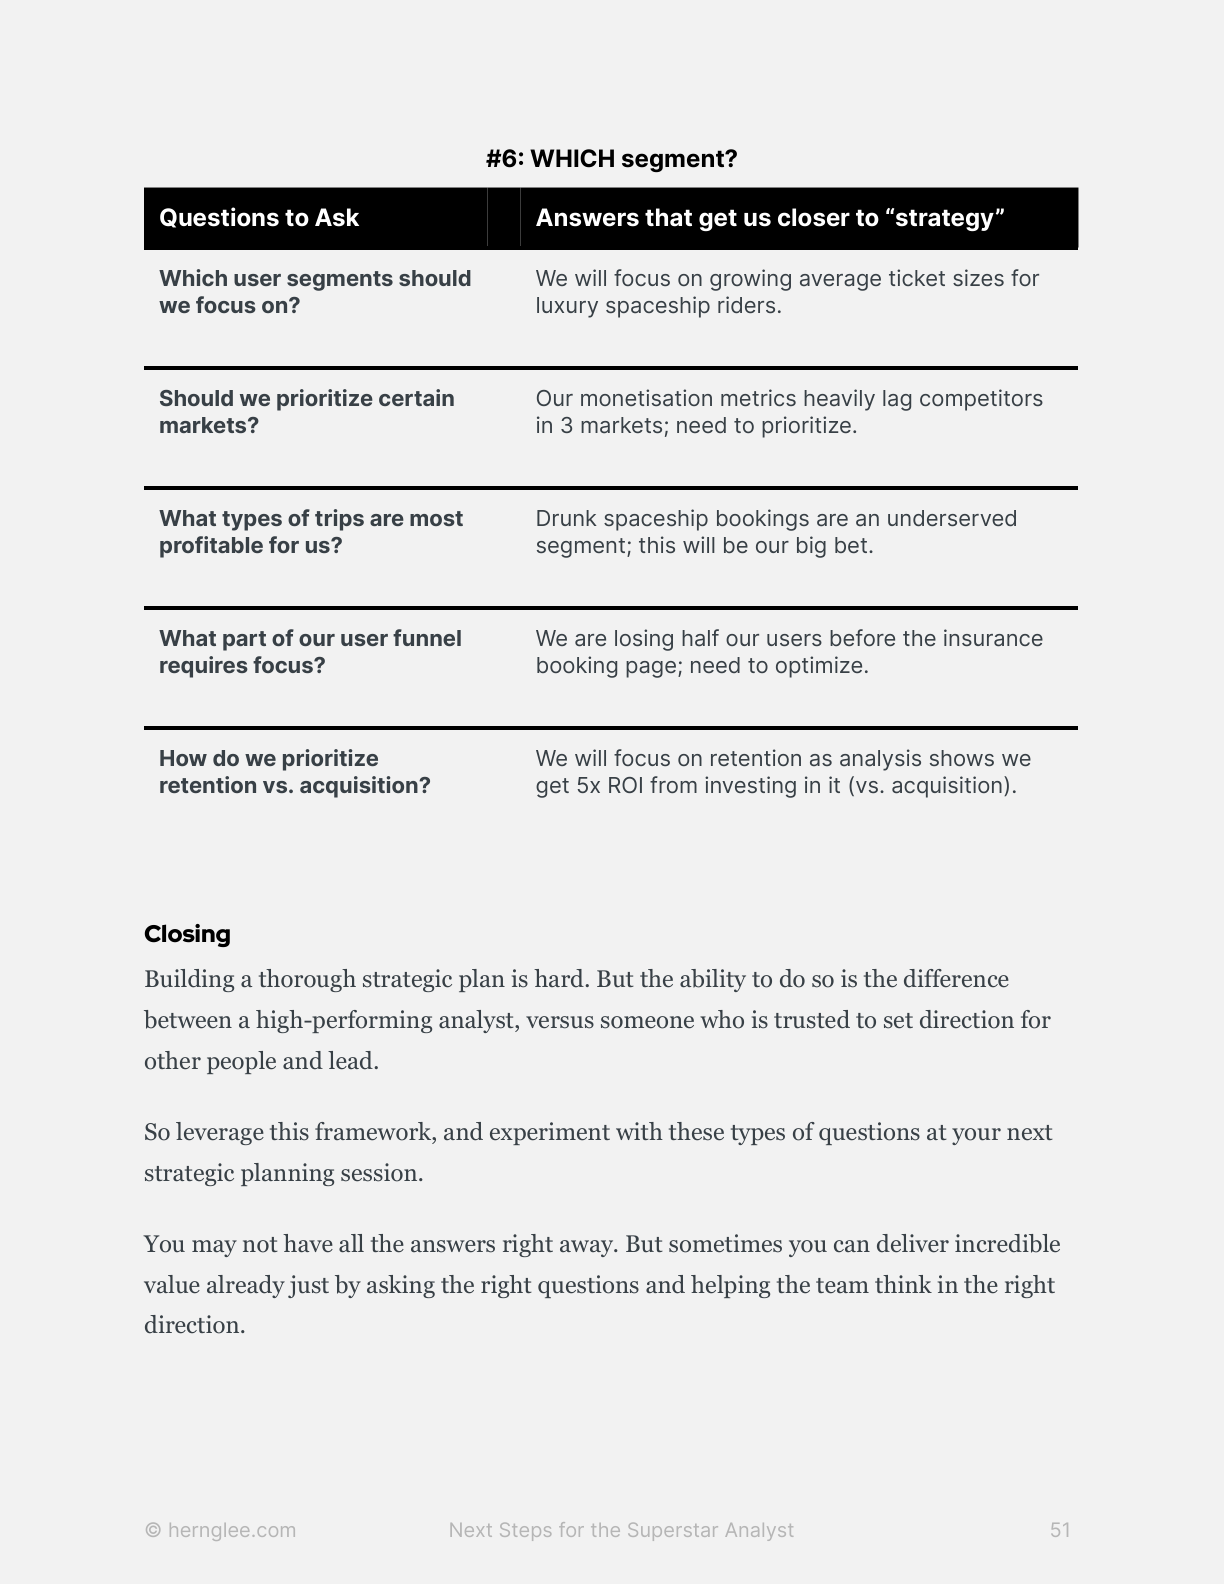 #6: WHICH segment?
Questions to Ask
Answers that get us closer to “strategy”
Which user segments should
we focus on?
We will focus on growing average ticket sizes for
luxury spaceship riders.
Should we prioritize certain
markets?
Our monetisation metrics heavily lag competitors
in 3 markets; need to prioritize.
What types of trips are most
profitable for us?
Drunk spaceship bookings are an underserved
segment; this will be our big bet.
What part of our user funnel
requires focus?
We are losing half our users before the insurance
booking page; need to optimize.
How do we prioritize
retention vs. acquisition?
We will focus on retention as analysis shows we
get 5x ROI from investing in it (vs. acquisition).
Closing
Building a thorough strategic plan is hard. But the ability to do so is the difference
between a high-performing analyst, versus someone who is trusted to set direction for
other people and lead.
So leverage this framework, and experiment with these types of questions at your next
strategic planning session.
You may not have all the answers right away. But sometimes you can deliver incredible
value already just by asking the right questions and helping the team think in the right
direction.
© hernglee.com
Next Steps for the Superstar Analyst
51